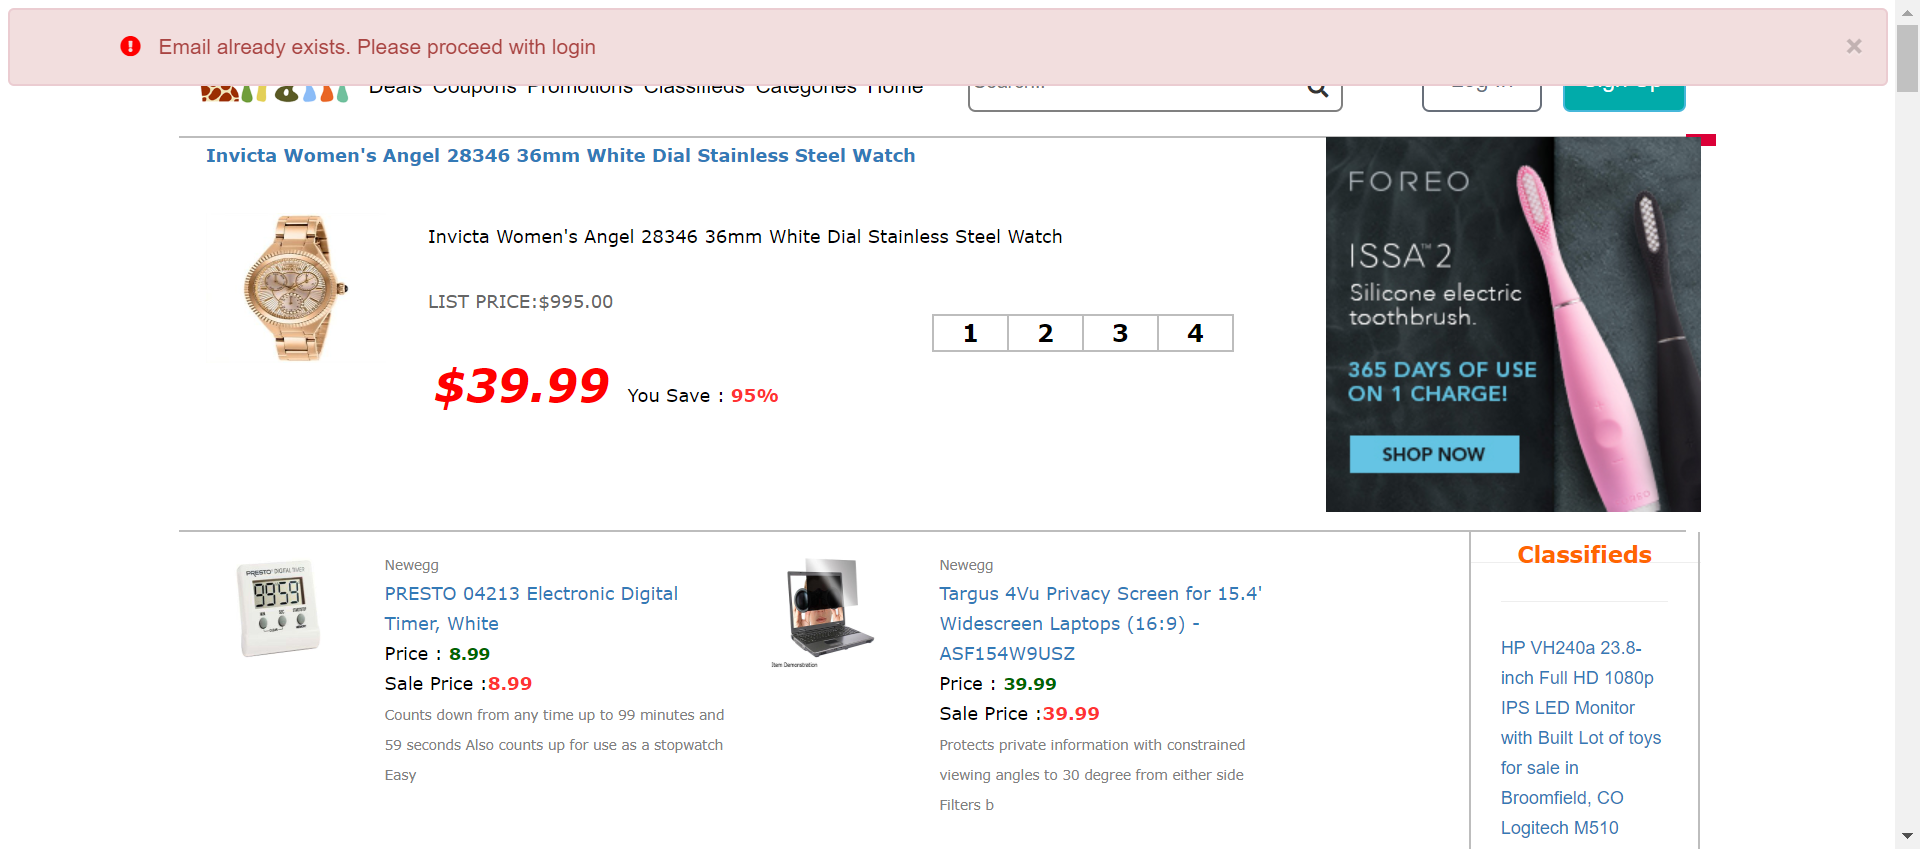 Email already exists. Please proceed with login
×
Deals Coupons Promotions Classifieds Categories Home
Search...
Log In
Sign Up
Invicta Women's Angel 28346 36mm White Dial Stainless Steel Watch
Invicta Women's Angel 28346 36mm White Dial Stainless Steel Watch
LIST PRICE:$995.00
1 2 3 4
$39.99 You Save : 95%
FOREO
ISSA™ 2
Silicone electric
toothbrush.
365 DAYS OF USE
ON 1 CHARGE!
SHOP NOW
PRESTO DIGITAL TIMER
99 59
Newegg
PRESTO 04213 Electronic Digital
Timer, White
Price : 8.99
Sale Price :8.99
Counts down from any time up to 99 minutes and
59 seconds Also counts up for use as a stopwatch
Easy
Item Demonstration
Newegg
Targus 4Vu Privacy Screen for 15.4'
Widescreen Laptops (16:9) -
ASF154W9USZ
Price : 39.99
Sale Price :39.99
Protects private information with constrained
viewing angles to 30 degree from either side
Filters b
Classifieds
HP VH240a 23.8-
inch Full HD 1080p
IPS LED Monitor
with Built Lot of toys
for sale in
Broomfield, CO
Logitech M510